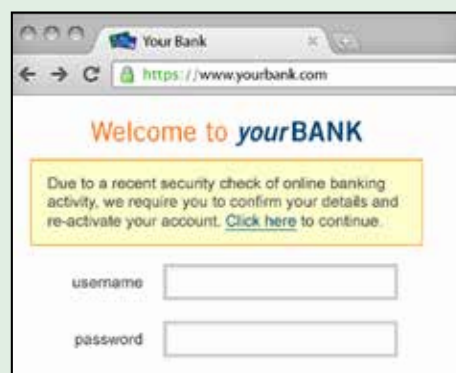 Your Bank
https://www.yourbank.com
Welcome to yourBANK
Due to a recent security check of online banking
activity, we require you to confirm your details and
re-activate your account. Click here to continue.
username
password